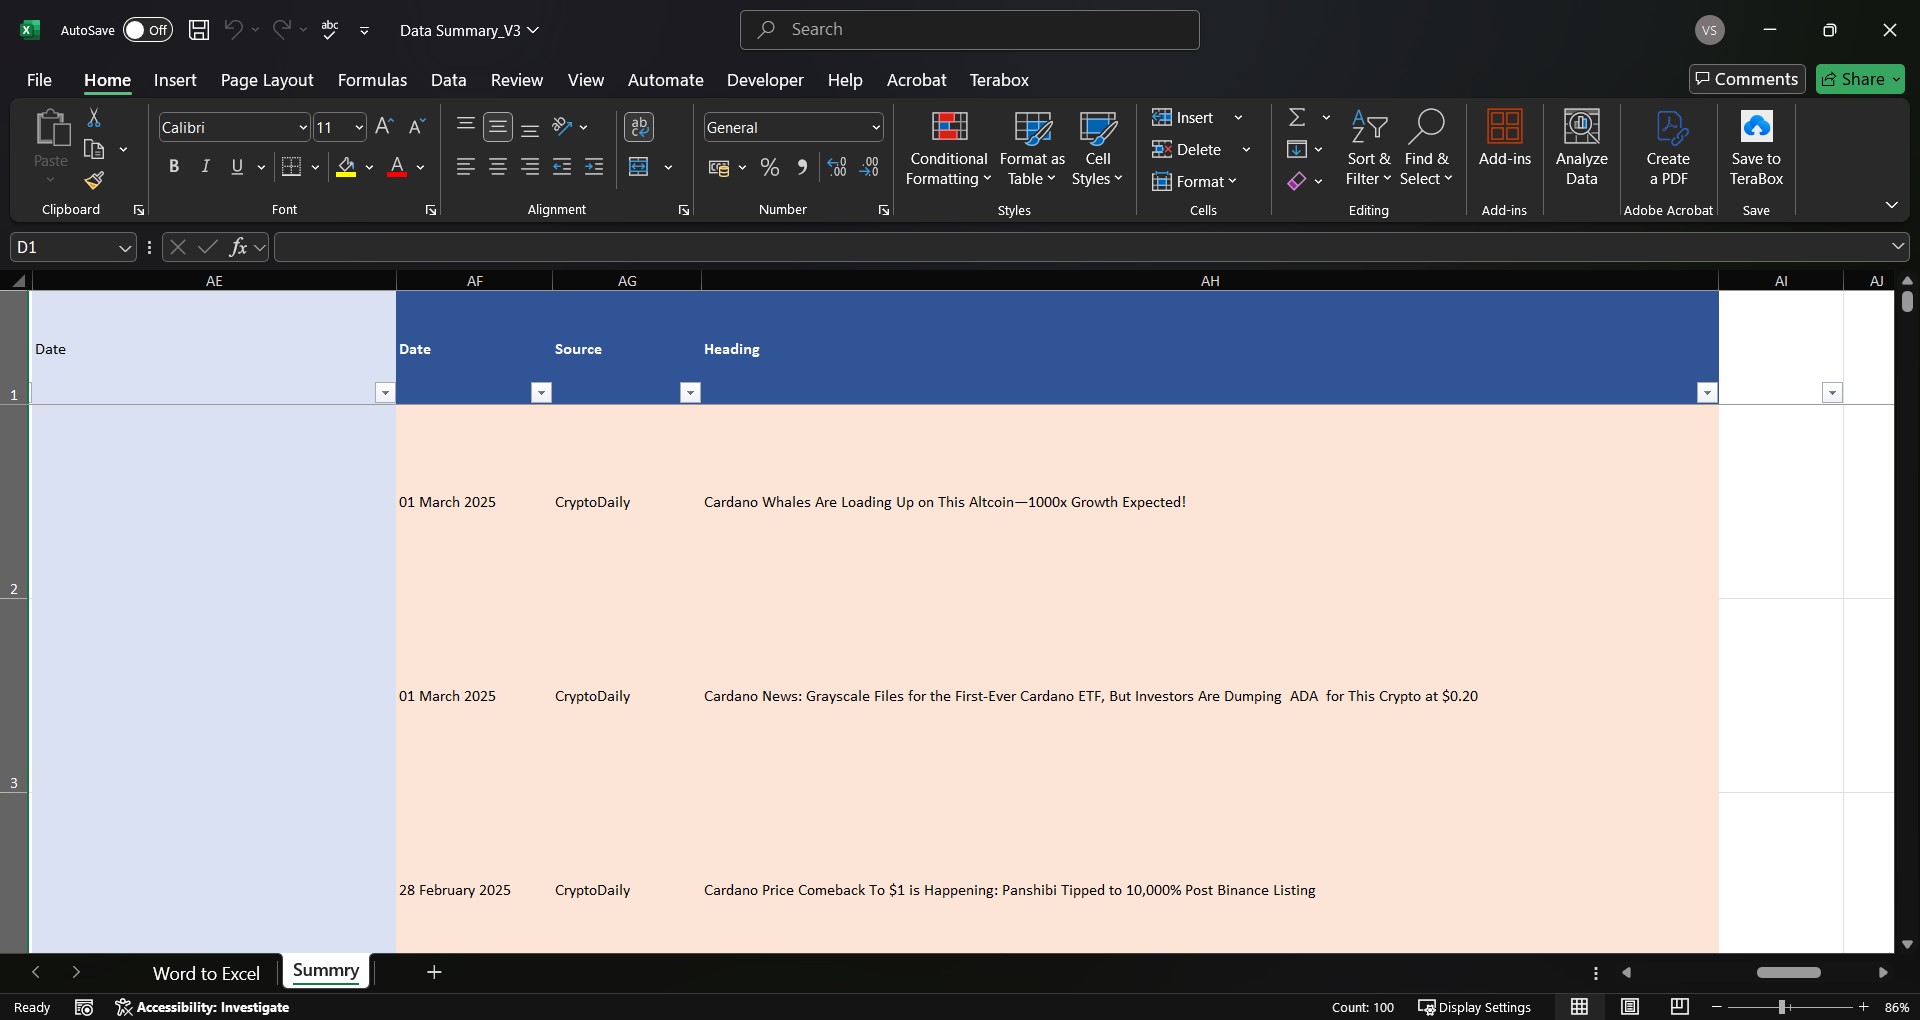 AutoSave Off abc Data Summary_V3 Search VS
File Home Insert Page Layout Formulas Data Review View Automate Developer Help Acrobat Terabox Comments Share
Paste
Clipboard
Calibri 11 A A
B I U A
Font
ab
Alignment
General
% , .00 .00
Number
Conditional Formatting
Format as Table
Cell Styles
Styles
Insert
Delete
Format
Cells
Sort & Filter
Find & Select
Editing
Add-ins
Add-ins
Analyze Data
Create a PDF
Adobe Acrobat
Save to TeraBox
Save
D1 fx
AE AF AG AH AI AJ
1 Date Date Source Heading
2 01 March 2025 CryptoDaily Cardano Whales Are Loading Up on This Altcoin—1000x Growth Expected!
3 01 March 2025 CryptoDaily Cardano News: Grayscale Files for the First-Ever Cardano ETF, But Investors Are Dumping ADA for This Crypto at $0.20
28 February 2025 CryptoDaily Cardano Price Comeback To $1 is Happening: Panshibi Tipped to 10,000% Post Binance Listing
Word to Excel Summry
Ready Accessibility: Investigate Count: 100 Display Settings 86%